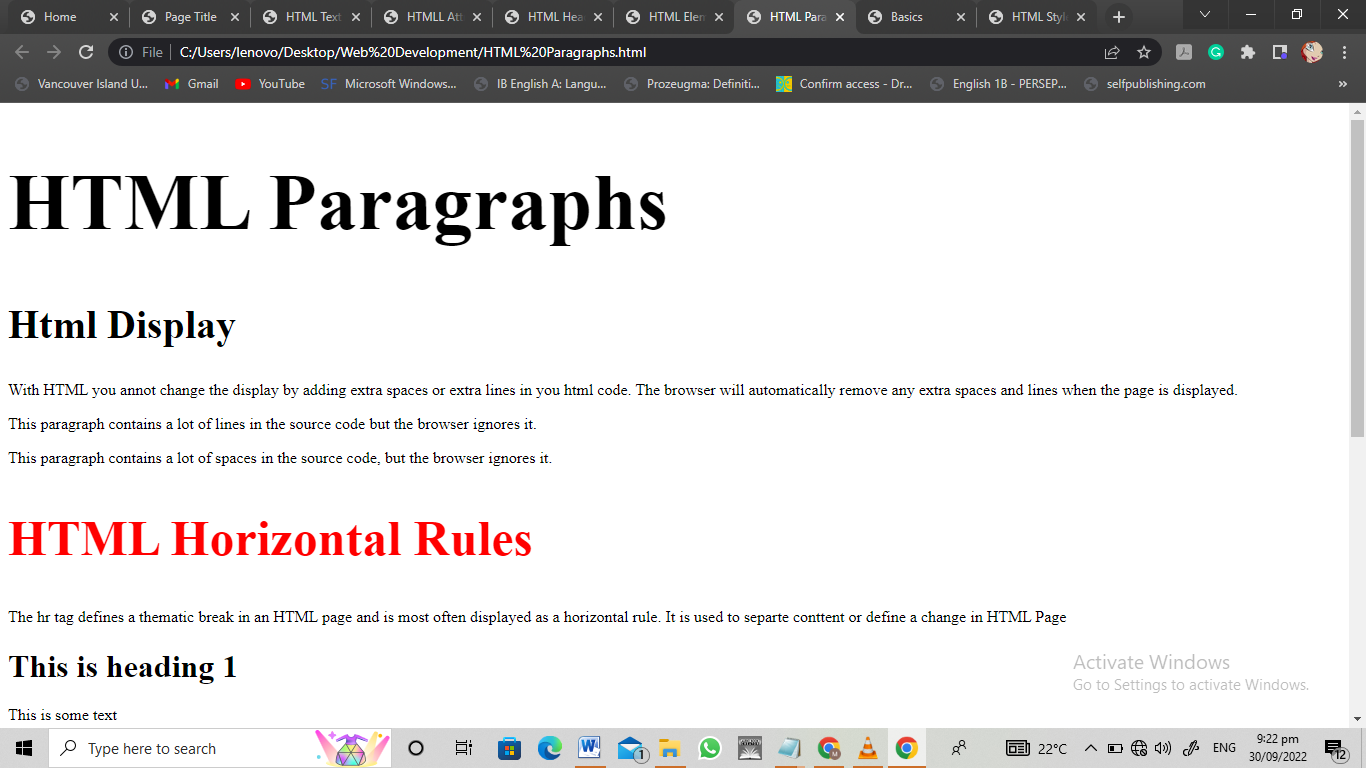 Home Page Title HTML Text HTMLL Att HTML Hea HTML Elen HTML Para Basics HTML Style
File C:/Users/lenovo/Desktop/Web%20Development/HTML%20Paragraphs.html
Vancouver Island U... Gmail YouTube SF Microsoft Windows... IB English A: Langu... Prozeugma: Definiti... Confirm access - Dr... English 1B - PERSEP... selfpublishing.com »
HTML Paragraphs
Html Display
With HTML you annot change the display by adding extra spaces or extra lines in you html code. The browser will automatically remove any extra spaces and lines when the page is displayed.
This paragraph contains a lot of lines in the source code but the browser ignores it.
This paragraph contains a lot of spaces in the source code, but the browser ignores it.
HTML Horizontal Rules
The hr tag defines a thematic break in an HTML page and is most often displayed as a horizontal rule. It is used to separte conttent or define a change in HTML Page
This is heading 1
Activate Windows
Go to Settings to activate Windows.
This is some text
Type here to search 1 22°C ENG 9:22 pm
30/09/2022 12